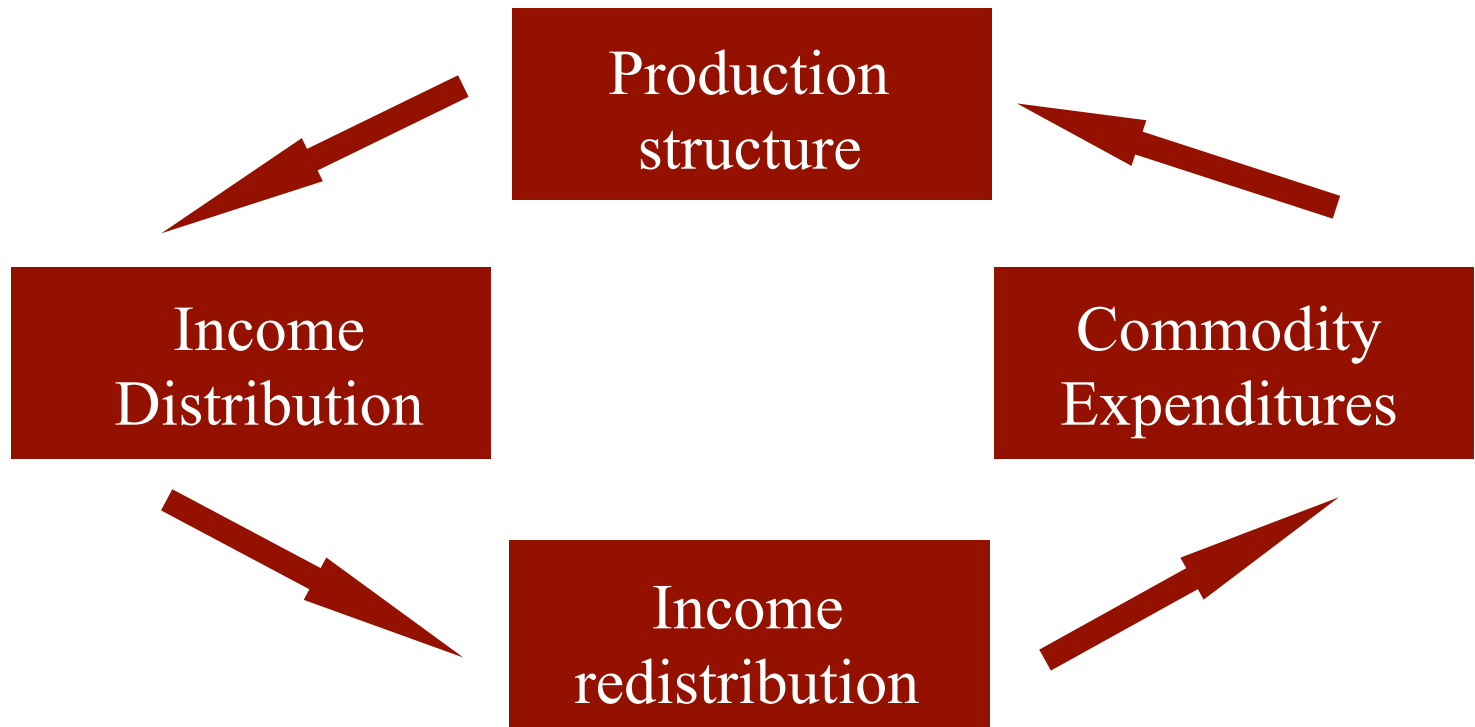 Production
structure
Income
Distribution
Commodity
Expenditures
Income
redistribution